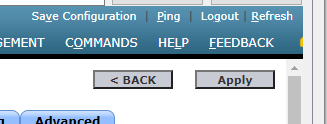 Save Configuration | Ping | Logout | Refresh
COMMANDS HELP FEEDBACK
< BACK Apply
Advanced